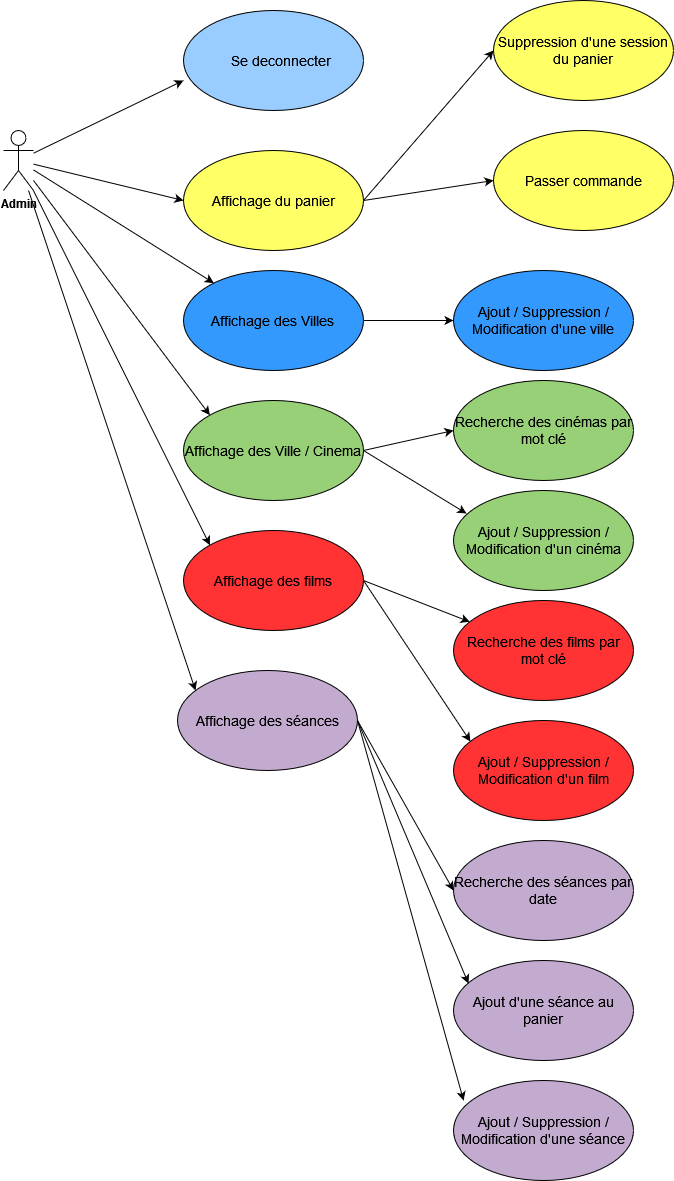 Se deconnecter
Suppression d'une session
du panier
Admin
Affichage du panier
Passer commande
Affichage des Villes
Ajout / Suppression /
Modification d'une ville
Affichage des Ville / Cinema
Recherche des cinémas par
mot clé
Ajout / Suppression /
Modification d'un cinéma
Affichage des films
Recherche des films par
mot clé
Ajout / Suppression /
Modification d'un film
Affichage des séances
Recherche des séances par
date
Ajout d'une séance au
panier
Ajout / Suppression /
Modification d'une séance